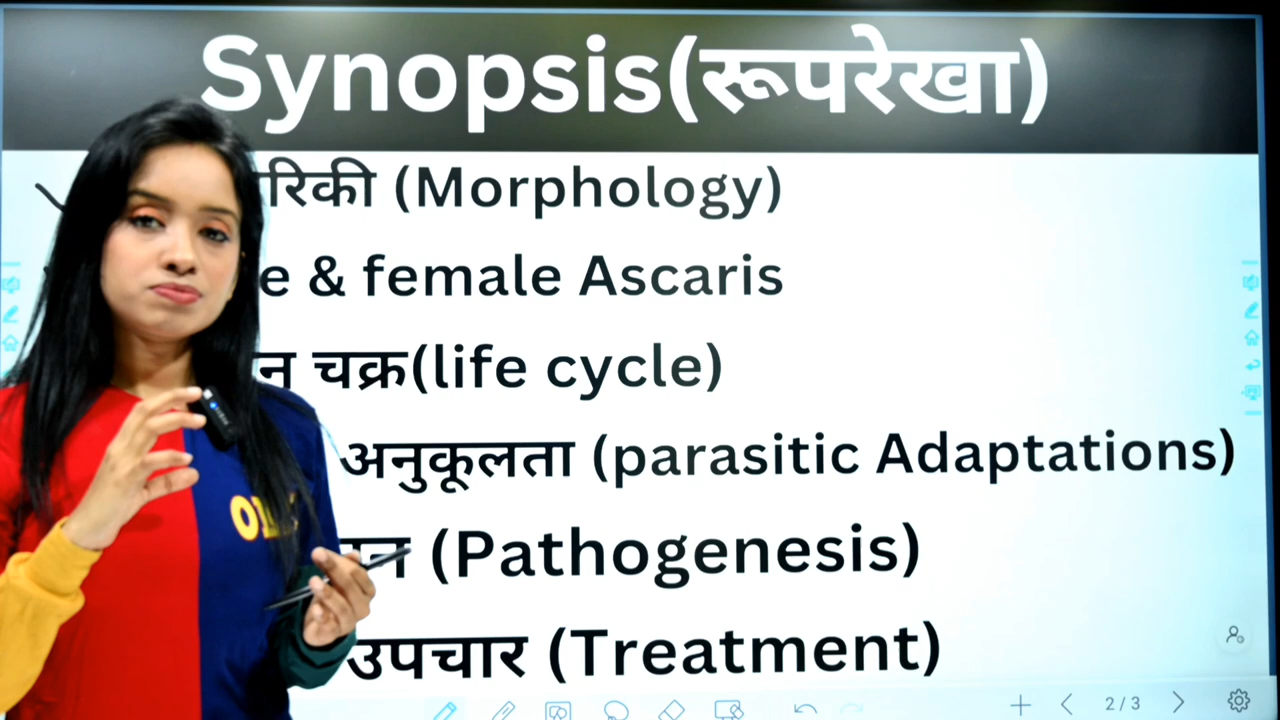 Synopsis(रूपरेखा)
(Morphology)
& female Ascaris
चक्र(life cycle)
अनुकूलता (parasitic Adaptations)
(Pathogenesis)
उपचार (Treatment)
2/3